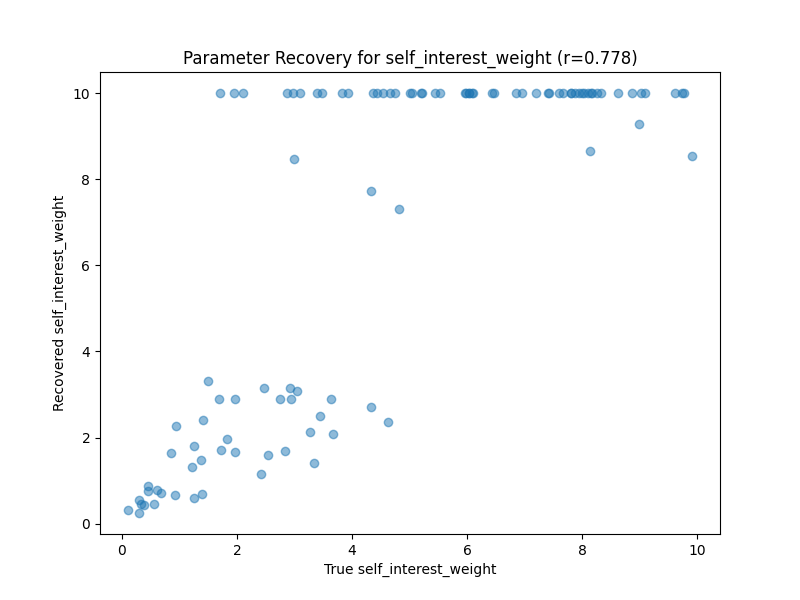 Parameter Recovery for self_interest_weight (r=0.778)
10
8
6
4
2
0
Recovered self_interest_weight
0 2 4 6 8 10
True self_interest_weight